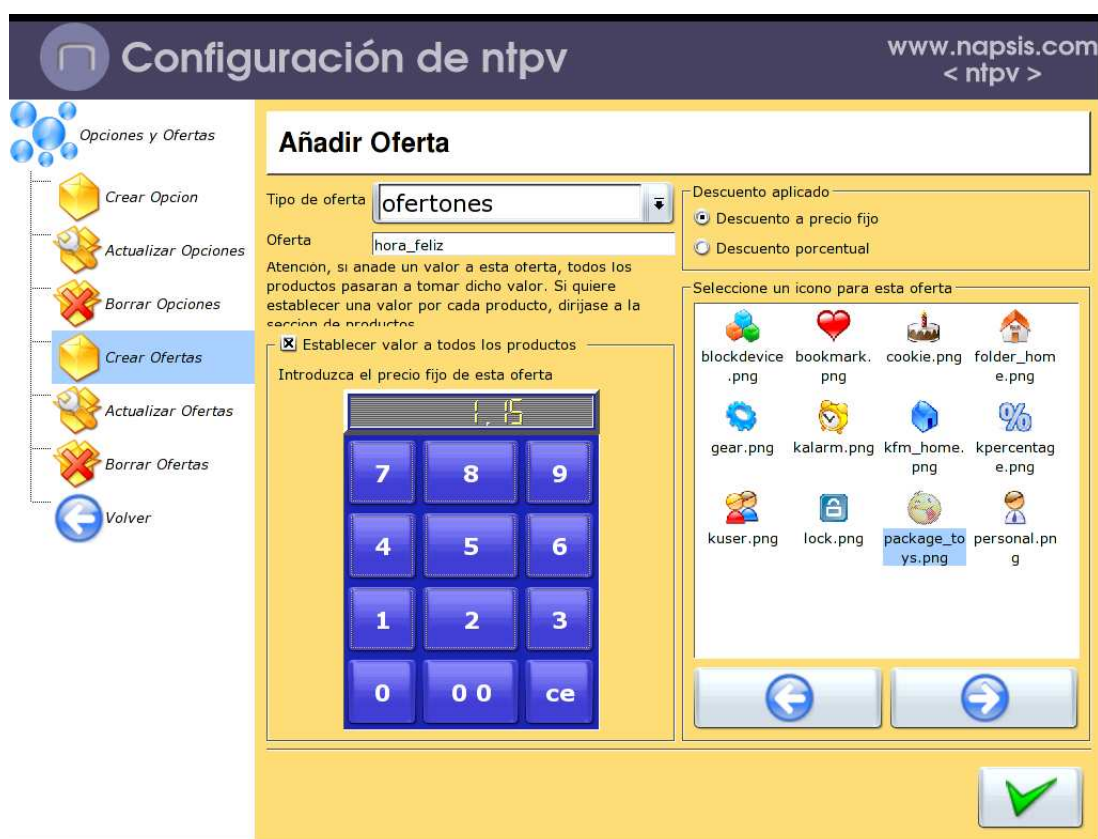 Configuración de ntpv
www.napsis.com
< ntpv >
Opciones y Ofertas
Crear Opcion
Actualizar Opciones
Borrar Opciones
Crear Ofertas
Actualizar Ofertas
Borrar Ofertas
Volver
Añadir Oferta
Tipo de oferta
ofertones
Oferta
hora_feliz
Atención, si anade un valor a esta oferta, todos los
productos pasaran a tomar dicho valor. Si quiere
establecer una valor por cada producto, dirijase a la
seccion de productos
Establecer valor a todos los productos
Introduzca el precio fijo de esta oferta
1,15
7 8 9
4 5 6
1 2 3
0 0 0 ce
Descuento aplicado
Descuento a precio fijo
Descuento porcentual
Seleccione un icono para esta oferta
blockdevice bookmark. cookie.png folder_hom
.png png e.png
gear.png kalarm.png kfm_home. kpercentag
png e.png
kuser.png lock.png package_to personal.pn
ys.png g